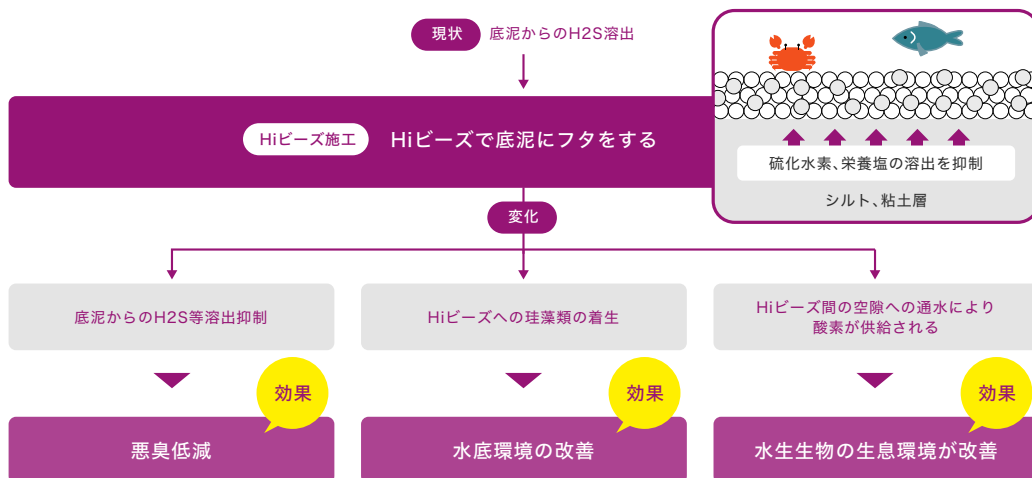 現状 底泥からのH2S溶出
Hiビーズ施工 Hiビーズで底泥にフタをする
硫化水素、栄養塩の溶出を抑制
シルト、粘土層
変化
底泥からのH2S等溶出抑制
Hiビーズへの珪藻類の着生
Hiビーズ間の空隙への通水により
酸素が供給される
効果
効果
効果
悪臭低減
水底環境の改善
水生生物の生息環境が改善